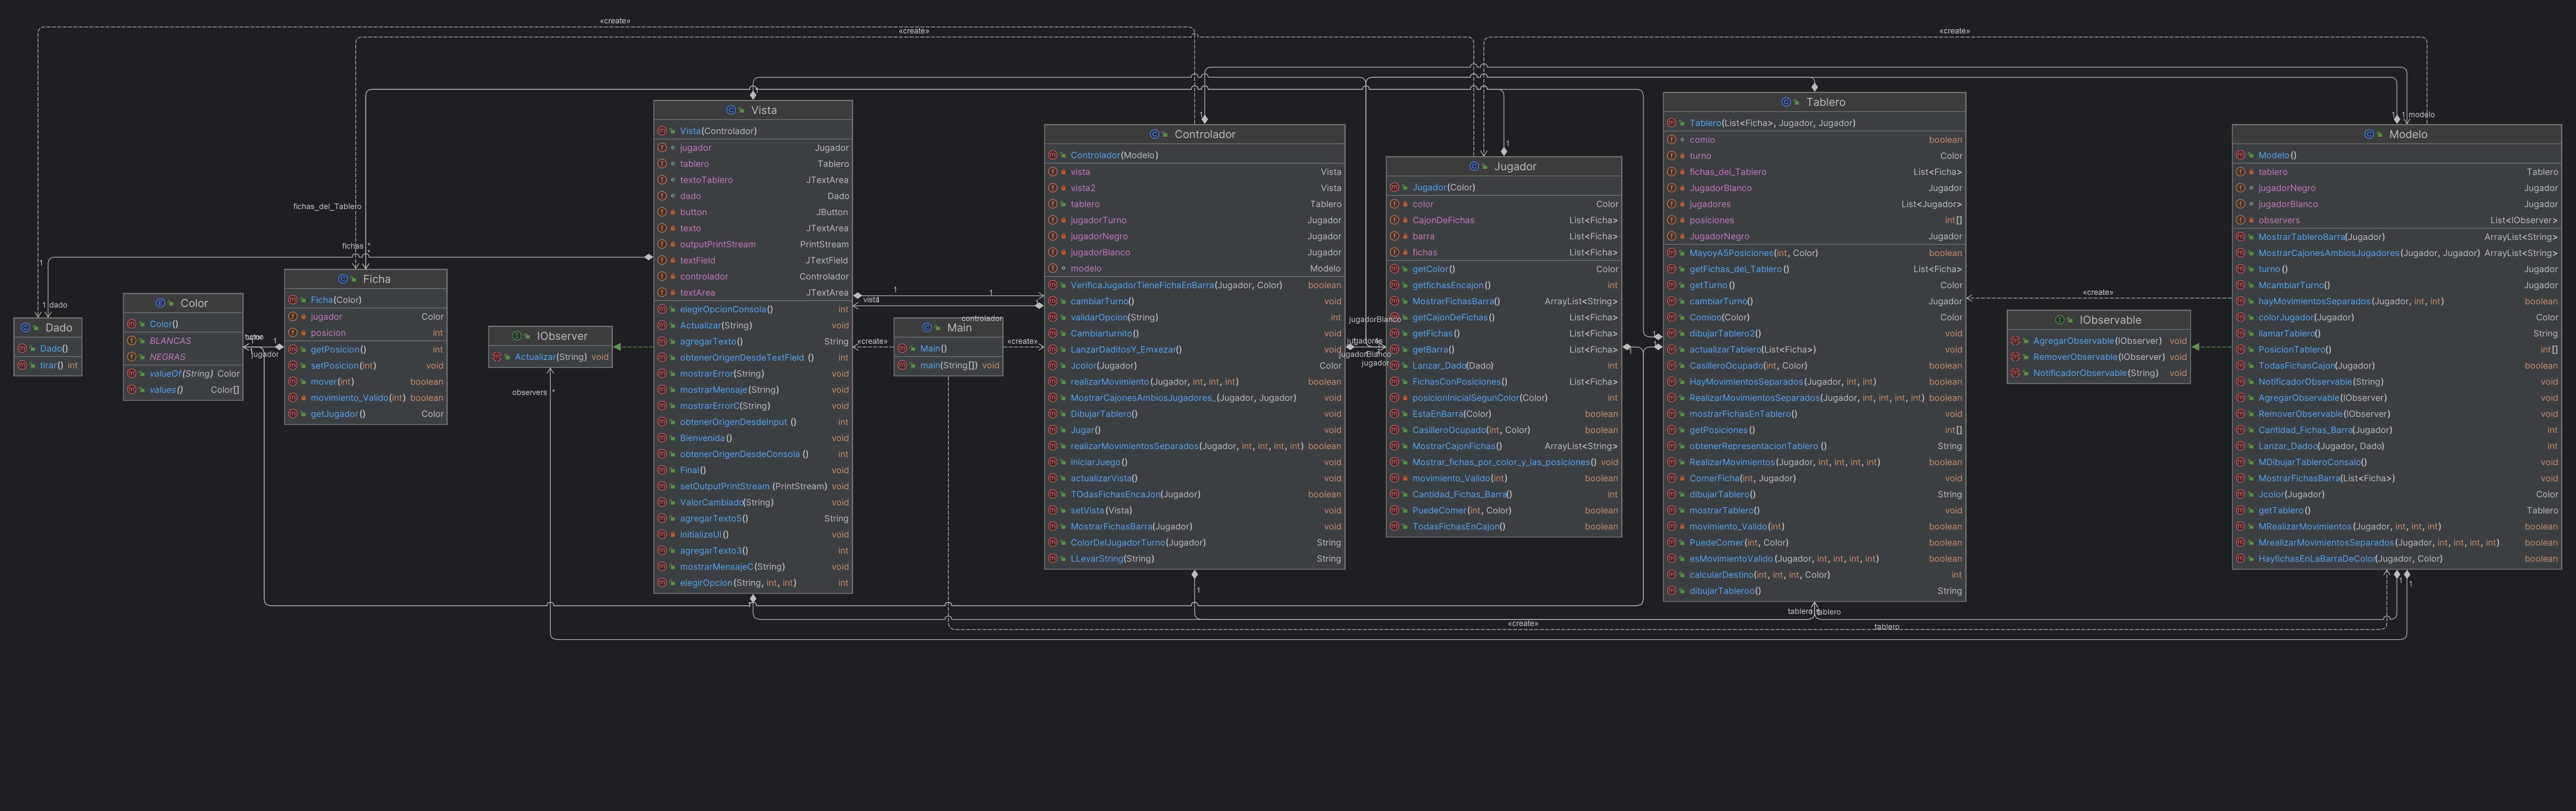 «create»
«create»
«create»
fichas_del_Tablero
fichas *
1 dado
1
Dado
Dado()
tirar() int
Color
Color()
BLANCAS
NEGRAS
valueOf(String) Color
values() Color[]
turno
jugador
1
Ficha
Ficha(Color)
jugador Color
posicion int
getPosicion() int
setPosicion(int) void
mover(int) boolean
movimiento_Valido(int) boolean
getJugador() Color
IObserver
Actualizar(String) void
observers *
Vista
Vista(Controlador)
jugador Jugador
tablero Tablero
textoTablero JTextArea
dado Dado
button JButton
texto JTextArea
outputPrintStream PrintStream
textField JTextField
controlador Controlador
textArea JTextArea
elegirOpcionConsola() int
Actualizar(String) void
agregarTexto() String
obtenerOrigenDesdeTextField () int
mostrarError(String) void
mostrarMensaje(String) void
mostrarErrorC(String) void
obtenerOrigenDesdeInput () int
Bienvenida() void
obtenerOrigenDesdeConsola () int
Final() void
setOutputPrintStream (PrintStream) void
ValorCambiado(String) void
agregarTexto5() String
initializeUI() void
agregarTexto3() int
mostrarMensajeC(String) void
elegirOpcion(String, int, int) int
1
1
vista
controlador
«create»
«create»
Main
Main()
main(String[]) void
Controlador
Controlador(Modelo)
vista Vista
vista2 Vista
tablero Tablero
jugadorTurno Jugador
jugadorNegro Jugador
jugadorBlanco Jugador
modelo Modelo
VerificaJugadorTieneFichaEnBarra(Jugador, Color) boolean
cambiarTurno() void
validarOpcion(String) int
Cambiarturnito() void
LanzarDaditosY_Emxezar() void
Jcolor(Jugador) Color
realizarMovimiento(Jugador, int, int, int) boolean
MostrarCajonesAmbiosJugadores_(Jugador, Jugador) void
DibujarTablero() void
Jugar() void
realizarMovimientosSeparados(Jugador, int, int, int, int) boolean
iniciarJuego() void
actualizarVista() void
TOdasFichasEncaJon(Jugador) boolean
setVista(Vista) void
MostrarFichasBarra(Jugador) void
ColorDelJugadorTurno(Jugador) String
LLevarString(String) String
1
1
jugadorBlanco
jugadores
jugadorBlanco
jugador
Jugador
Jugador(Color)
color Color
CajonDeFichas List<Ficha>
barra List<Ficha>
fichas List<Ficha>
getColor() Color
getfichasEncajon() int
MostrarFichasBarra() ArrayList<String>
getCajonDeFichas() List<Ficha>
getFichas() List<Ficha>
getBarra() List<Ficha>
Lanzar_Dado(Dado) int
FichasConPosiciones() List<Ficha>
posicionInicialSegunColor(Color) int
EstaEnBarra(Color) boolean
CasilleroOcupado(int, Color) boolean
MostrarCajonFichas() ArrayList<String>
Mostrar_fichas_por_color_y_las_posiciones() void
movimiento_Valido(int) boolean
Cantidad_Fichas_Barra() int
PuedeComer(int, Color) boolean
TodasFichasEnCajon() boolean
1
1
1
Tablero
Tablero(List<Ficha>, Jugador, Jugador)
comio boolean
turno Color
fichas_del_Tablero List<Ficha>
JugadorBlanco Jugador
jugadores List<Jugador>
posiciones int[]
JugadorNegro Jugador
MayoyA5Posiciones(int, Color) boolean
getFichas_del_Tablero() List<Ficha>
getTurno() Color
cambiarTurno() Jugador
Comioo(Color) Color
dibujarTablero2() void
actualizarTablero(List<Ficha>) void
CasilleroOcupado(int, Color) boolean
HayMovimientosSeparados(Jugador, int, int) boolean
RealizarMovimientosSeparados(Jugador, int, int, int, int) boolean
mostrarFichasEnTablero() void
getPosiciones() int[]
obtenerRepresentacionTablero () String
RealizarMovimientos(Jugador, int, int, int, int) boolean
ComerFicha(int, Jugador) void
dibujarTablero() String
mostrarTablero() void
movimiento_Valido(int) boolean
PuedeComer(int, Color) boolean
esMovimientoValido(Jugador, int, int, int, int) boolean
calcularDestino(int, int, int, Color) int
dibujarTableroo() String
tablero
tablero
«create»
tablero
«create»
IObservable
AgregarObservable(IObserver) void
RemoverObservable(IObserver) void
NotificadorObservable(String) void
1
1 modelo
Modelo
Modelo()
tablero Tablero
jugadorNegro Jugador
jugadorBlanco Jugador
observers List<IObserver>
MostrarTableroBarra(Jugador) ArrayList<String>
MostrarCajonesAmbiosJugadores(Jugador, Jugador) ArrayList<String>
turno() Jugador
McambiarTurno() Jugador
hayMovimientosSeparados(Jugador, int, int) boolean
colorJugador(Jugador) Color
llamarTablero() String
PosicionTablero() int[]
TodasFichasCajon(Jugador) boolean
NotificadorObservable(String) void
AgregarObservable(IObserver) void
RemoverObservable(IObserver) void
Cantidad_Fichas_Barra(Jugador) int
Lanzar_Dadoo(Jugador, Dado) int
MDibujarTableroConsalo() void
MostrarFichasBarra(List<Ficha>) void
Jcolor(Jugador) Color
getTablero() Tablero
MRealizarMovimientos(Jugador, int, int, int) boolean
MrealizarMovimientosSeparados(Jugador, int, int, int, int) boolean
HayfichasEnLaBarraDeColor(Jugador, Color) boolean
1
1